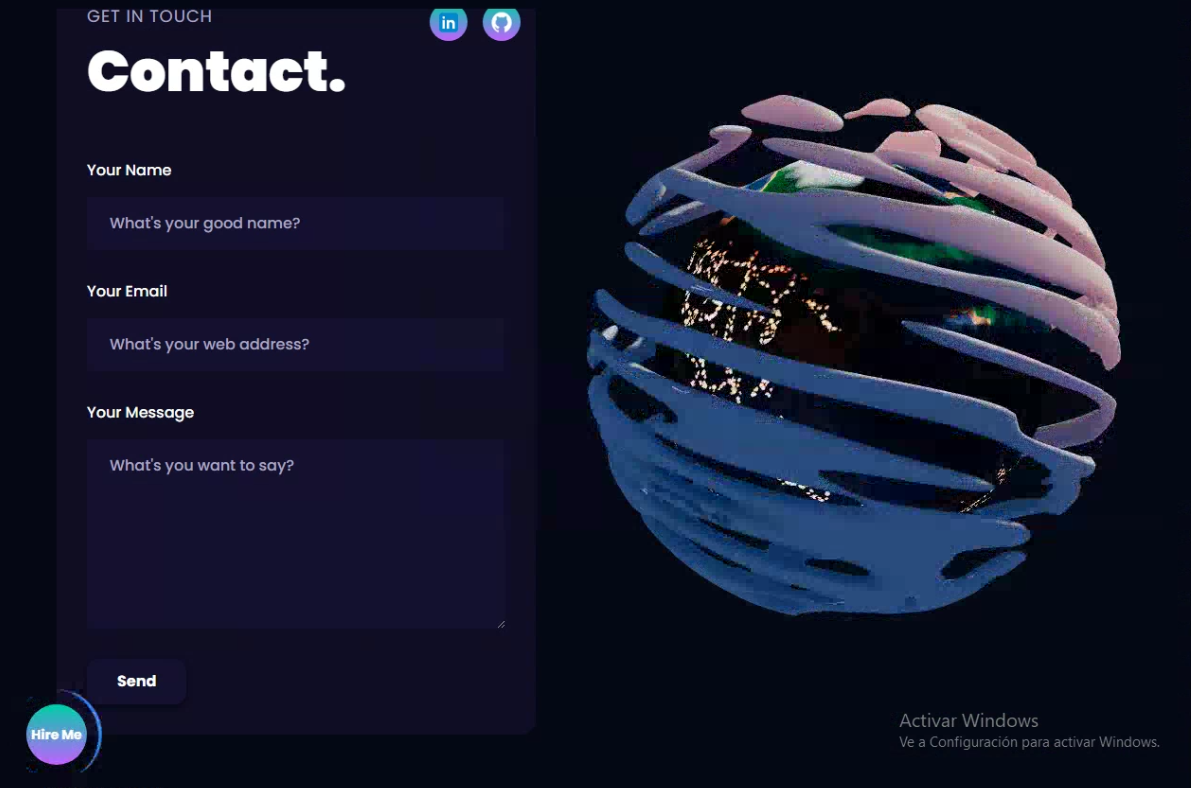 GET IN TOUCH
in
Contact.
Your Name
What's your good name?
Your Email
What's your web address?
Your Message
What's you want to say?
Send
Hire Me
Activar Windows
Ve a Configuración para activar Windows.